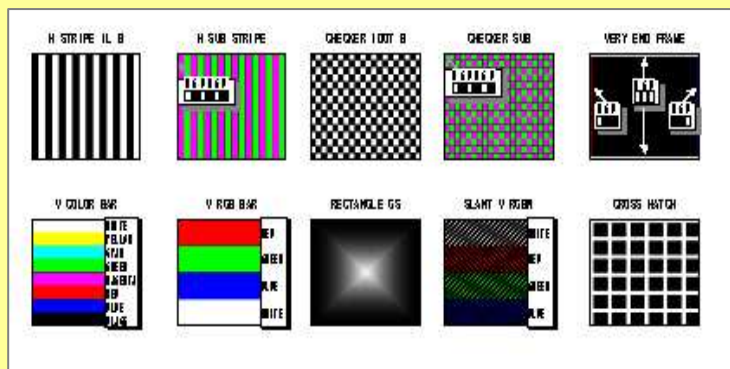 H STRIPE 1L B
H SUB STRIPE
CHECKER 1DOT B
CHECKER SUB
VERY END FRAME
V COLOR BAR
V RGB BAR
RECTANGLE GS
SLANT V RGBW
CROSS HATCH
WHITE
YELLOW
CYAN
GREEN
MAGENTA
RED
BLUE
BLACK
RED
GREEN
BLUE
WHITE
WHITE
RED
GREEN
BLUE